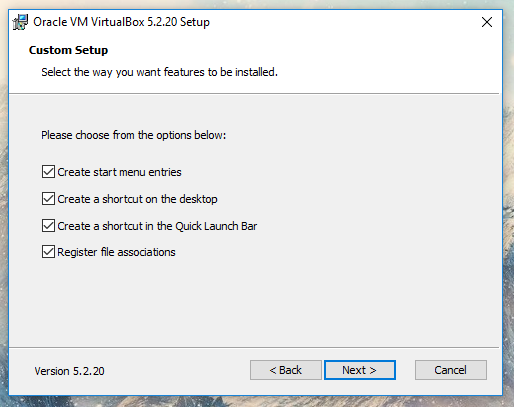 Oracle VM VirtualBox 5.2.20 Setup
Custom Setup
Select the way you want features to be installed.
Please choose from the options below:
Create start menu entries
Create a shortcut on the desktop
Create a shortcut in the Quick Launch Bar
Register file associations
Version 5.2.20
< Back
Next >
Cancel